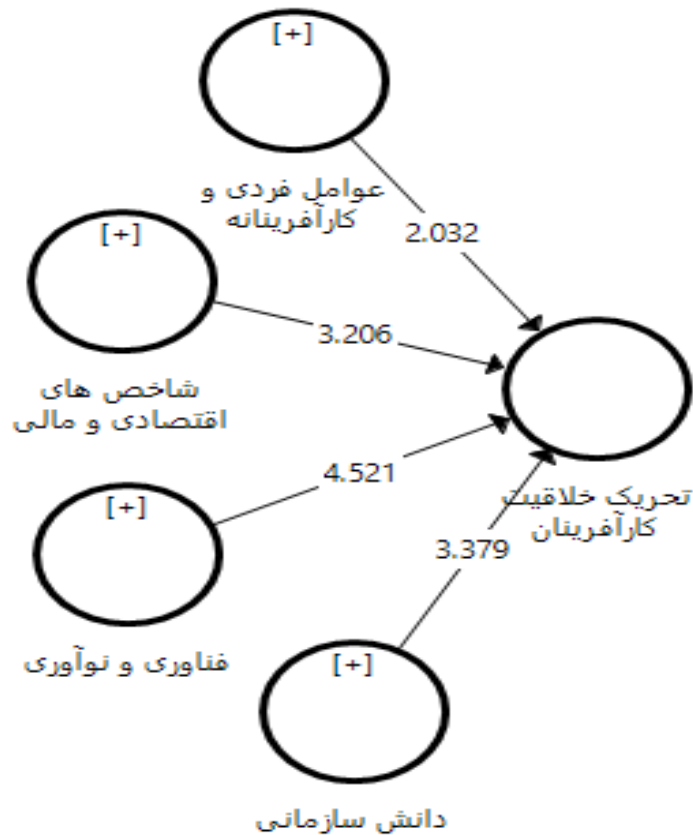 [+]
عوامل فردی و
کارآفرینانه
2.032
[+]
شاخص های
اقتصادی و مالی
3.206
[+]
فناوری و نوآوری
4.521
[+]
دانش سازمانی
3.379
تحریک خلاقیت
کارآفرینان